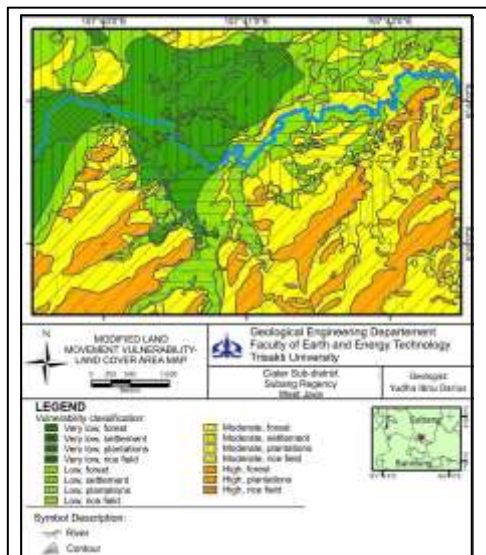 N
MODIFIED LAND
MOVEMENT VULNERABILITY-
LAND COVER AREA MAP
Geological Engineering Departement
Faculty of Earth and Energy Technology
Trisakti University
Ciater Sub-district
Subang Regency
West Java
Geologist:
Yudha Ibnu Darius
LEGEND
Vulnerability classification:
Very low, forest
Very low, settlement
Very low, plantations
Very low, rice field
Low, forest
Low, settlement
Low, plantations
Low, rice field
Moderate, forest
Moderate, settlement
Moderate, plantations
Moderate, rice field
High, forest
High, plantations
High, rice field
Subang
Bandung
Symbol Description:
River
Contour